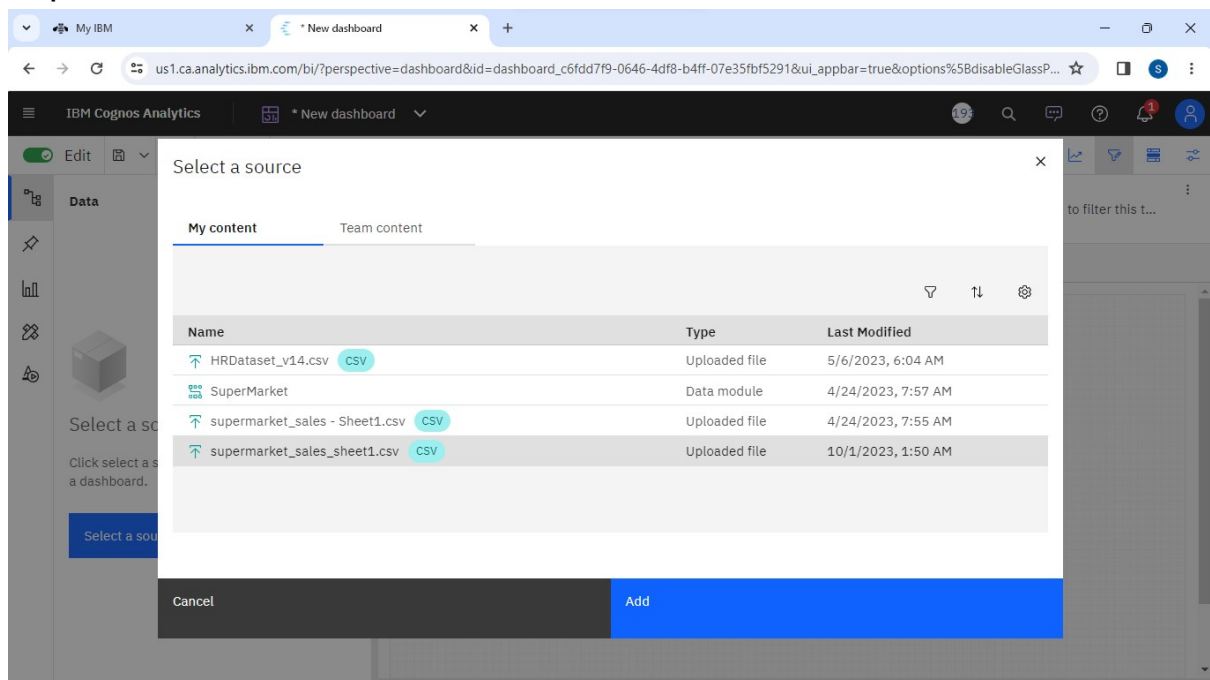 My IBM
* New dashboard
us1.ca.analytics.ibm.com/bi/?perspective=dashboard&id=dashboard_c6fdd7f9-0646-4df8-b4ff-07e35fbf5291&ui_appbar=true&options%5BdisableGlassP...
S
IBM Cognos Analytics
* New dashboard
193
1
Edit
Select a source
Data
to filter this t...
My content Team content
Name Type Last Modified
HRDataset_v14.csv CSV Uploaded file 5/6/2023, 6:04 AM
SuperMarket Data module 4/24/2023, 7:57 AM
supermarket_sales - Sheet1.csv CSV Uploaded file 4/24/2023, 7:55 AM
supermarket_sales_sheet1.csv CSV Uploaded file 10/1/2023, 1:50 AM
Select a so
Click select a s
a dashboard.
Select a sou
Cancel
Add